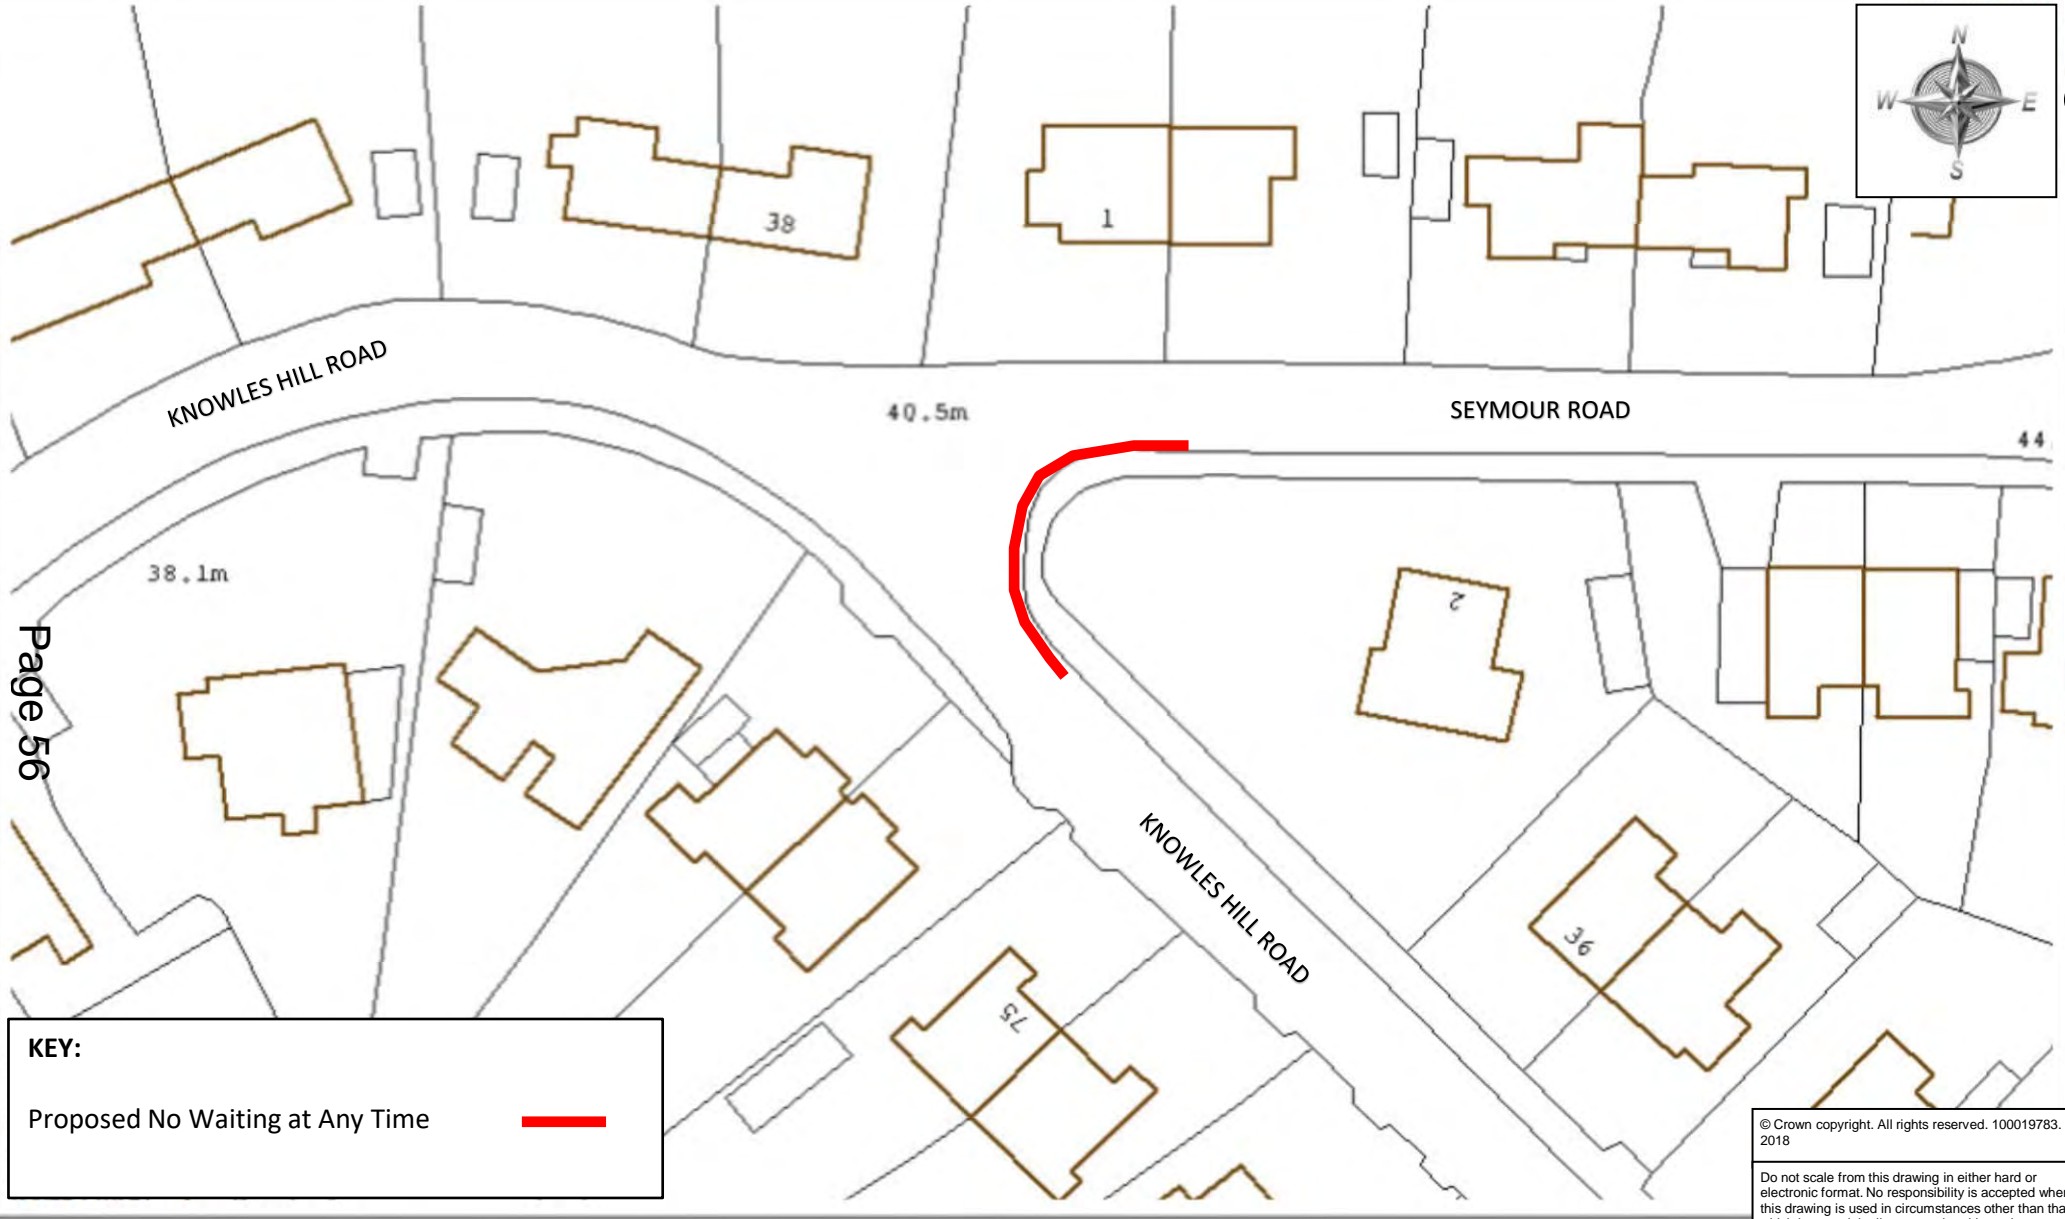 N
W E
S
38
1
KNOWLES HILL ROAD
40.5m
SEYMOUR ROAD
44
38.1m
2
Page 56
KNOWLES HILL ROAD
36
75
KEY:
Proposed No Waiting at Any Time
© Crown copyright. All rights reserved. 100019783.
2018
Do not scale from this drawing in either hard or
electronic format. No responsibility is accepted wher
this drawing is used in circumstances other than tha